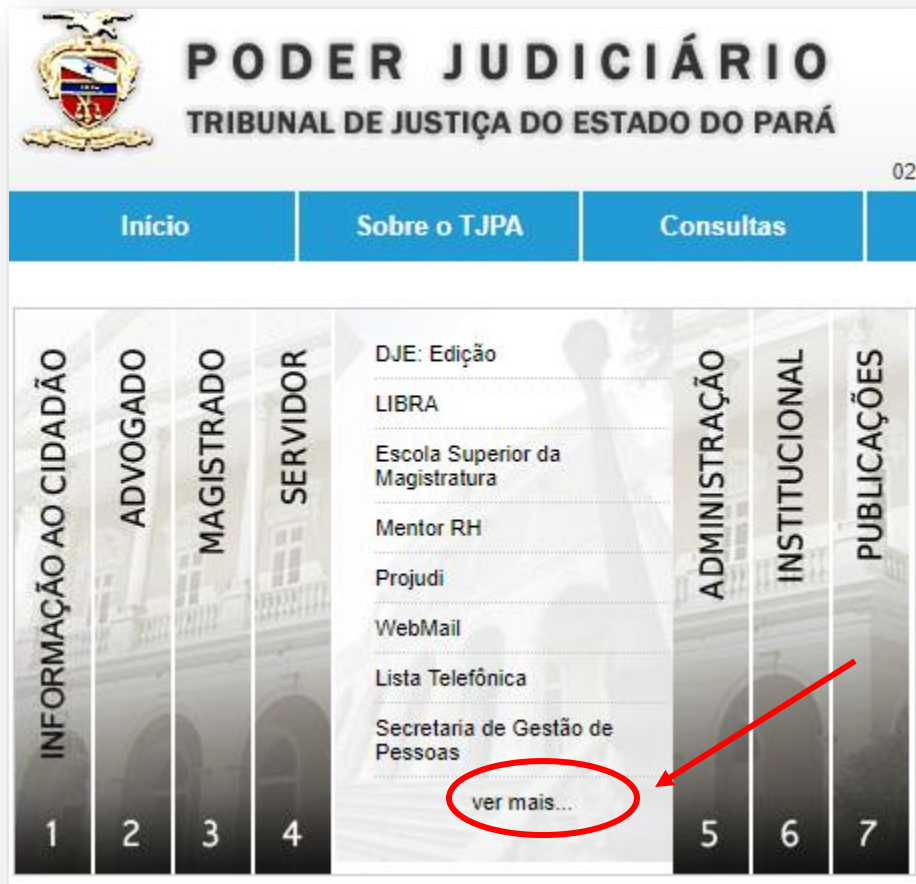 PODER JUDICIÁRIO
TRIBUNAL DE JUSTIÇA DO ESTADO DO PARÁ
02
Início
Sobre o TJPA
Consultas
INFORMAÇÃO AO CIDADÃO
1
ADVOGADO
2
MAGISTRADO
3
SERVIDOR
4
DJE: Edição
LIBRA
Escola Superior da
Magistratura
Mentor RH
Projudi
WebMail
Lista Telefônica
Secretaria de Gestão de
Pessoas
ver mais...
ADMINISTRAÇÃO
5
INSTITUCIONAL
6
PUBLICAÇÕES
7